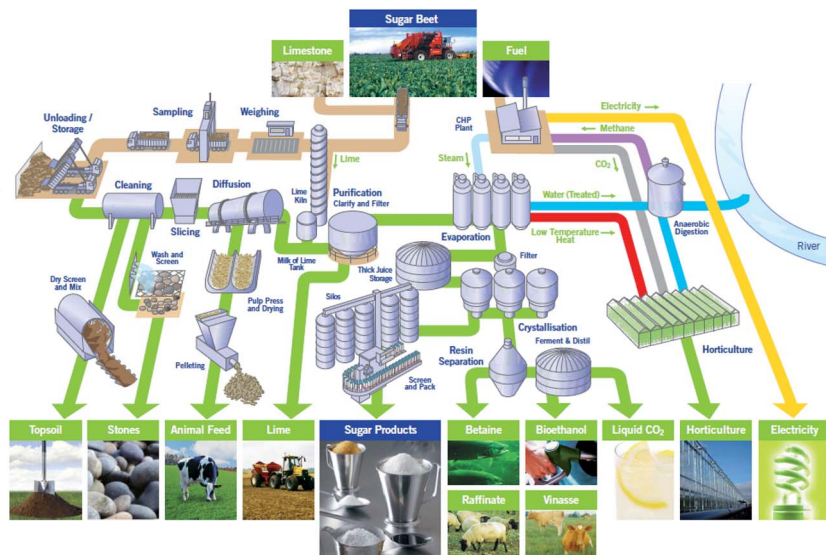 Sugar Beet
Limestone
Fuel
Electricity
CHP
Plant
Methane
Sampling
Weighing
Unloading /
Storage
Lime
Steam
CO₂
Cleaning
Diffusion
Lime
Kiln
Purification
Clarify and Filter
Water (Treated)
Anaerobic
Digestion
Slicing
Evaporation
Low Temperature
Heat
River
Wash and
Screen
Milk of Lime
Tank
Thick Juice
Storage
Filter
Dry Screen
and Mix
Pulp Press
and Drying
Silos
Crystallisation
Ferment & Distil
Resin
Separation
Horticulture
Pelleting
Screen
and Pack
Topsoil
Stones
Animal Feed
Lime
Sugar Products
Betaine
Bioethanol
Liquid CO₂
Horticulture
Electricity
Raffinate
Vinasse